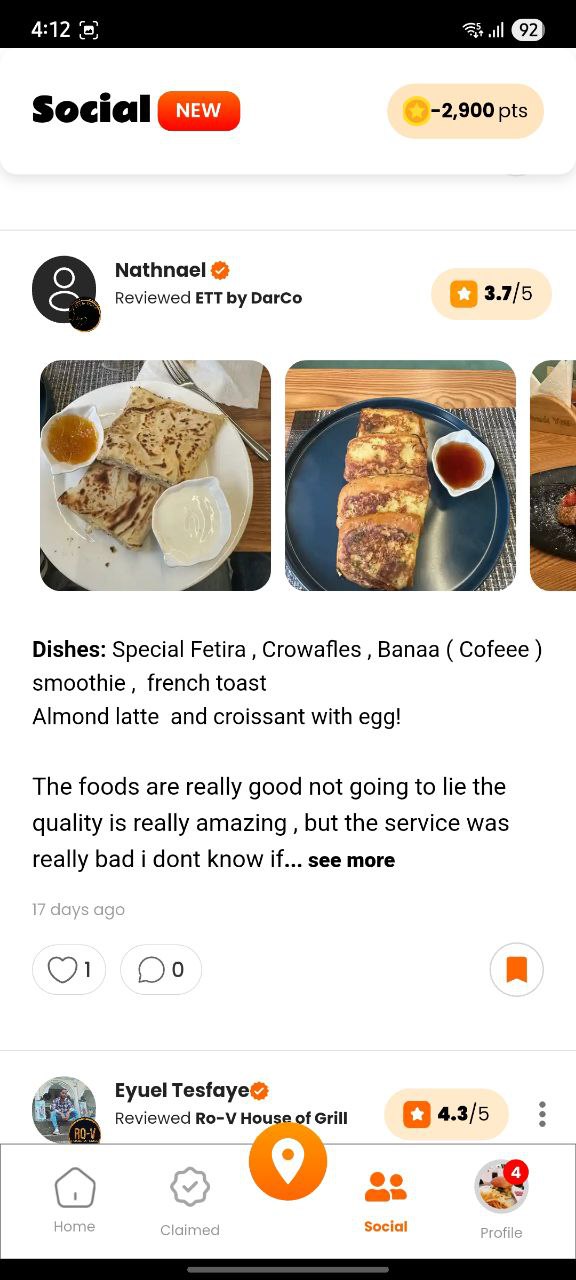 4:12
5
92
Social NEW
-2,900 pts
Nathnael
Reviewed ETT by DarCo
3.7/5
Dishes: Special Fetira , Crowafles , Banaa ( Cofeee )
smoothie ,  french toast
Almond latte  and croissant with egg!
The foods are really good not going to lie the
quality is really amazing , but the service was
really bad i dont know if... see more
17 days ago
1
0
Eyuel Tesfaye
Reviewed Ro-V House of Grill
4.3/5
RO-V
4
Home
Claimed
Social
Profile